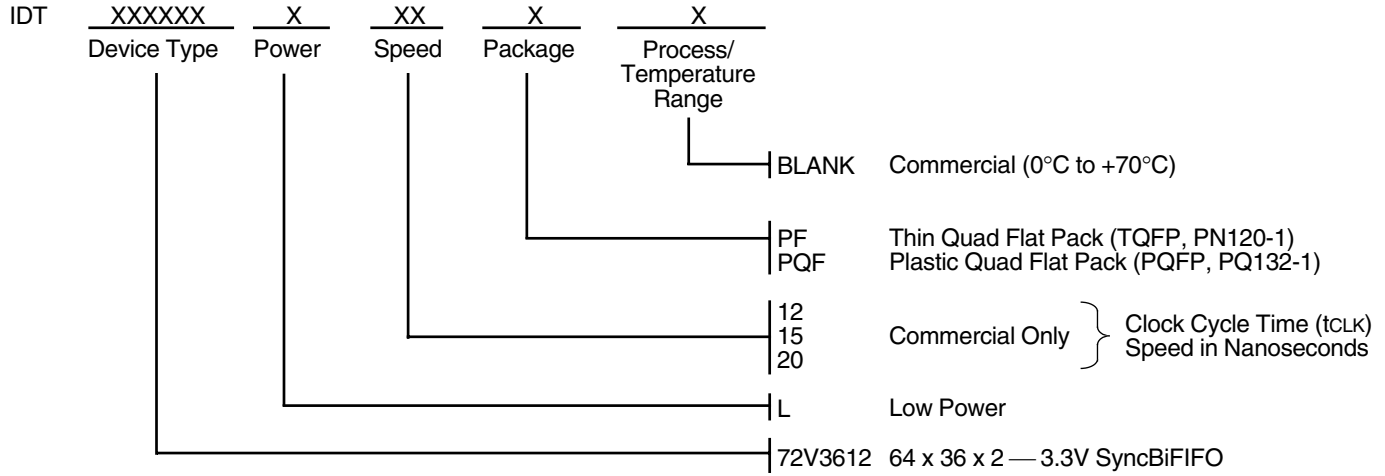 IDT XXXXXX X XX X X
Device Type Power Speed Package Process/
Temperature
Range
BLANK Commercial (0°C to +70°C)
PF Thin Quad Flat Pack (TQFP, PN120-1)
PQF Plastic Quad Flat Pack (PQFP, PQ132-1)
12
15
20
Commercial Only
Clock Cycle Time (tCLK)
Speed in Nanoseconds
L Low Power
72V3612 64 x 36 x 2 — 3.3V SyncBiFIFO